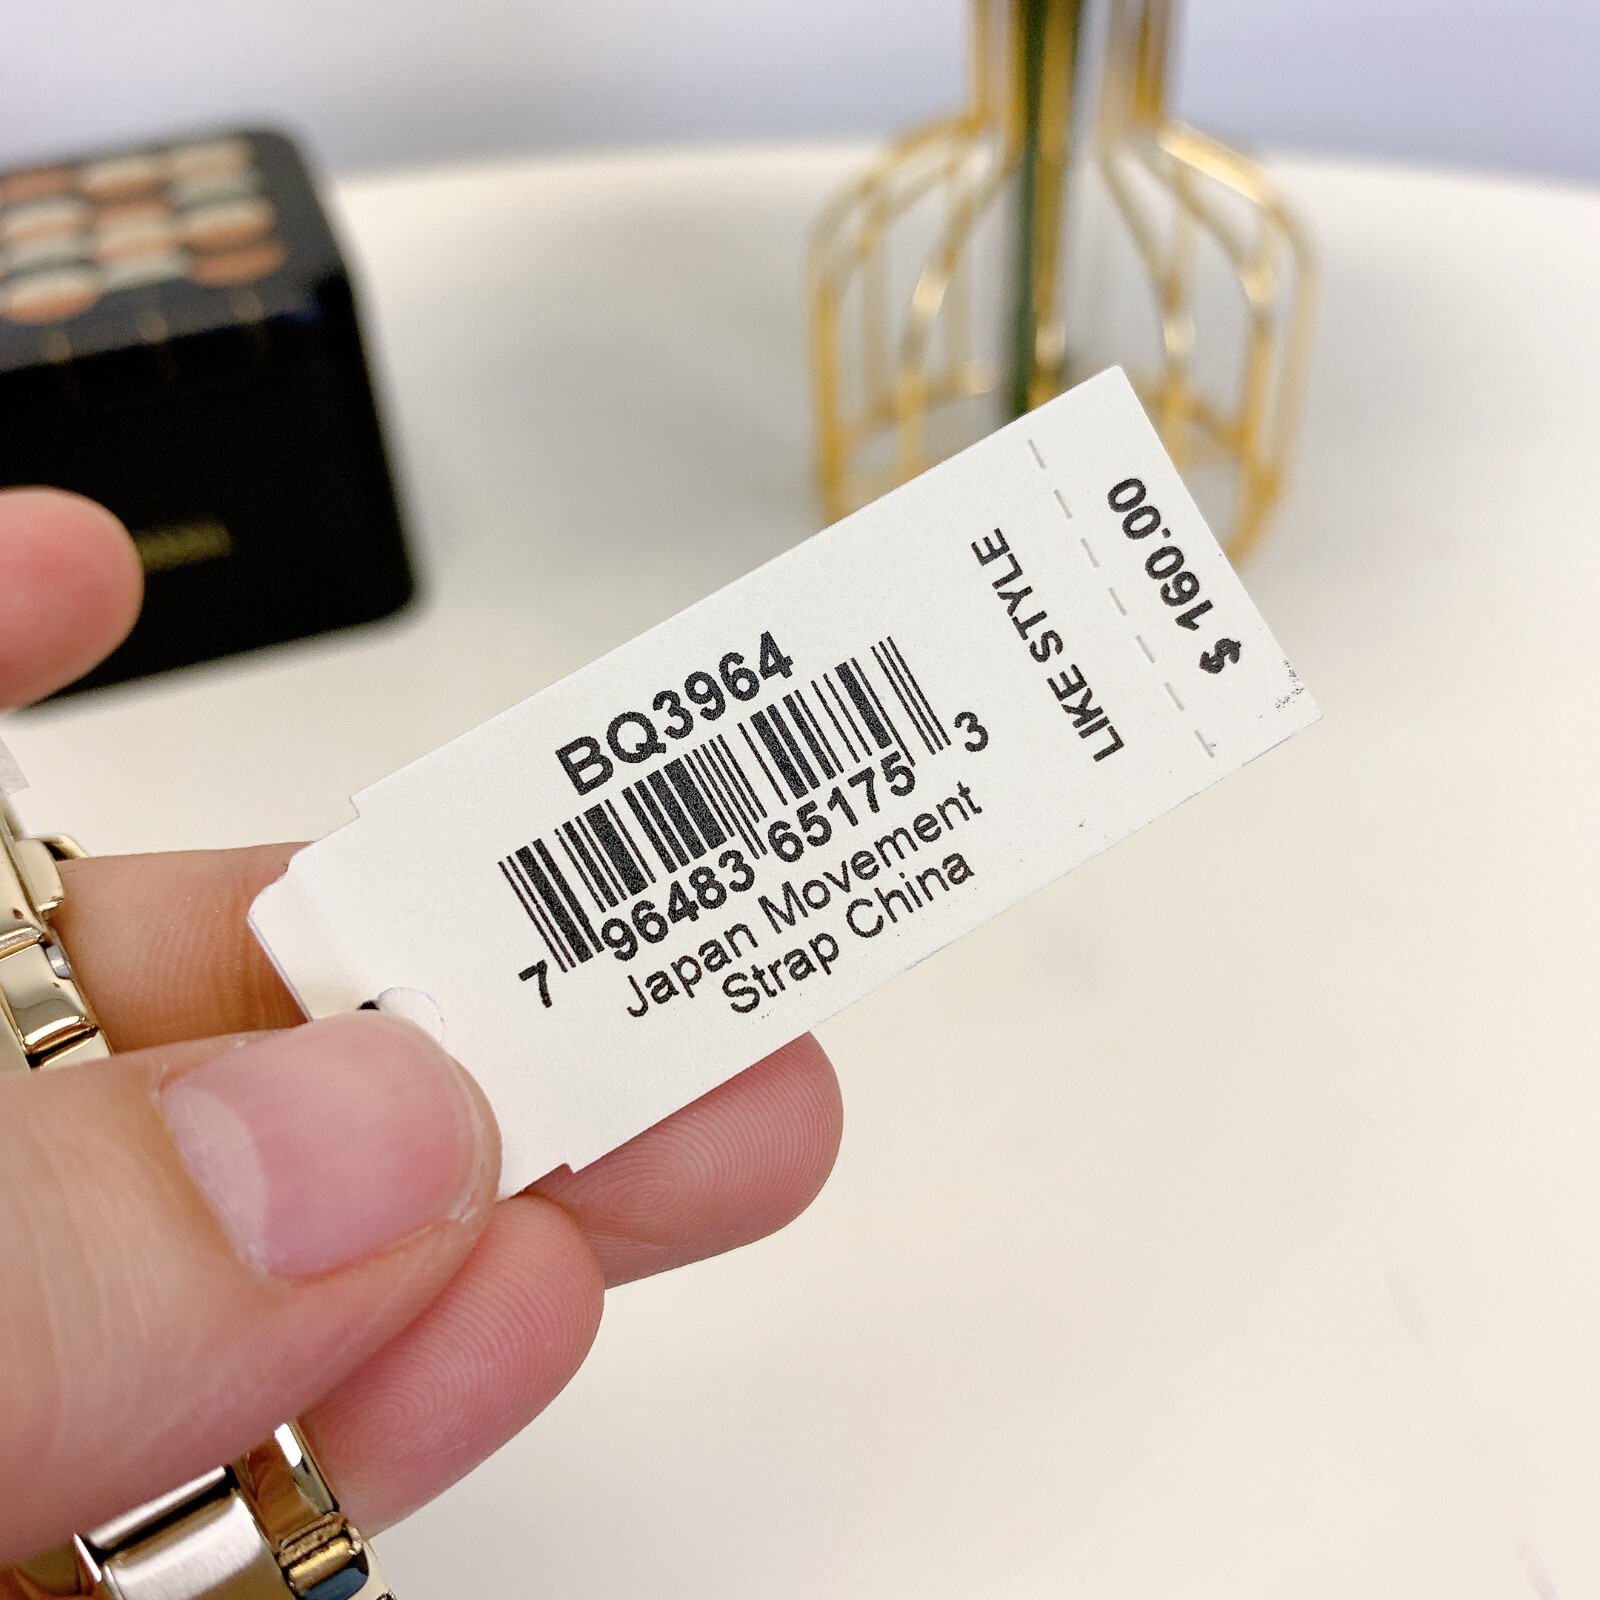 BQ3964
7 96483 65175 3
Japan Movement
Strap China
LIKE STYLE
$ 160.00